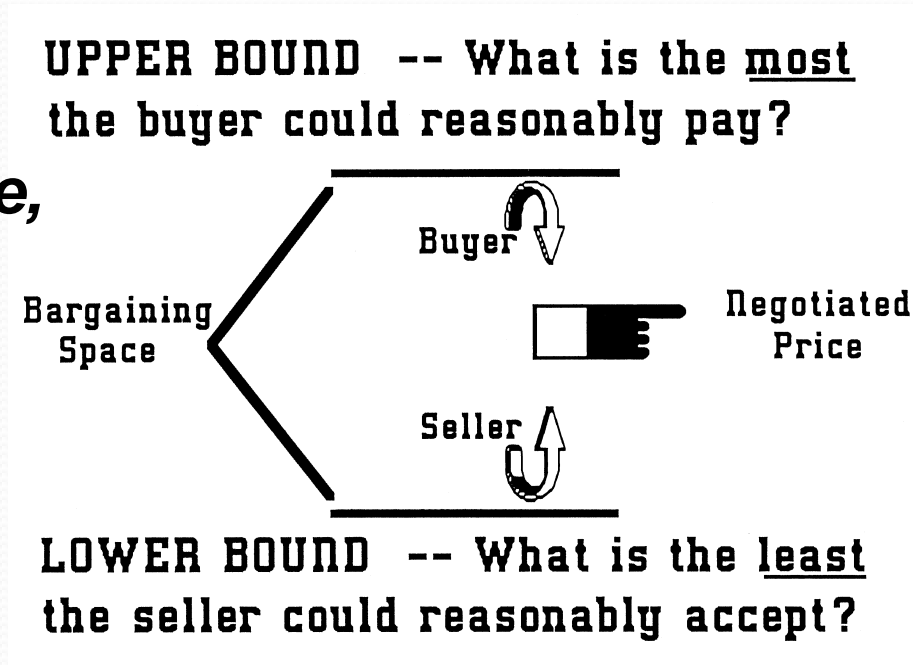 UPPER BOUND -- What is the most
the buyer could reasonably pay?
e,
Buyer
Bargaining
Space
Negotiated
Price
Seller
LOWER BOUND -- What is the least
the seller could reasonably accept?